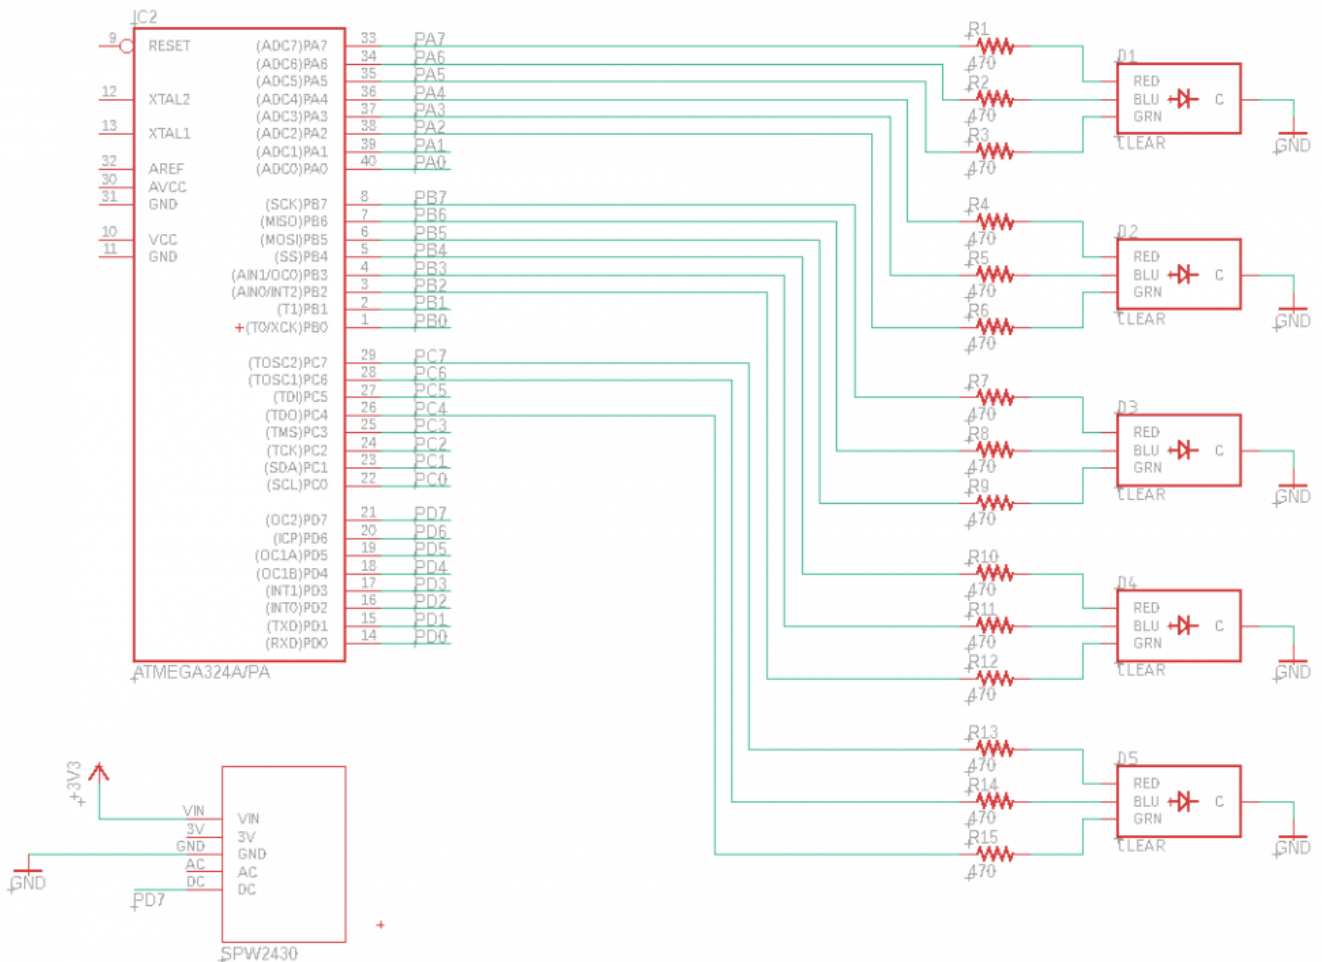 IC2
9 RESET (ADC7)PA7 33 PA7
(ADC6)PA6 34 PA6
(ADC5)PA5 35 PA5
12 XTAL2 (ADC4)PA4 36 PA4
(ADC3)PA3 37 PA3
13 XTAL1 (ADC2)PA2 38 PA2
(ADC1)PA1 39 PA1
32 AREF (ADC0)PA0 40 PA0
30 AVCC
31 GND (SCK)PB7 8 PB7
(MISO)PB6 7 PB6
10 VCC (MOSI)PB5 6 PB5
11 GND (SS)PB4 5 PB4
(AIN1/OC0)PB3 4 PB3
(AIN0/INT2)PB2 3 PB2
(T1)PB1 2 PB1
(T0/XCK)PB0 1 PB0
(TOSC2)PC7 29 PC7
(TOSC1)PC6 28 PC6
(TDI)PC5 27 PC5
(TDO)PC4 26 PC4
(TMS)PC3 25 PC3
(TCK)PC2 24 PC2
(SDA)PC1 23 PC1
(SCL)PC0 22 PC0
(OC2)PD7 21 PD7
(ICP)PD6 20 PD6
(OC1A)PD5 19 PD5
(OC1B)PD4 18 PD4
(INT1)PD3 17 PD3
(INT0)PD2 16 PD2
(TXD)PD1 15 PD1
(RXD)PD0 14 PD0
ATMEGA324A/PA
R1
470
R2
470
R3
470
D1
RED
BLU C
GRN
CLEAR
GND
R4
470
R5
470
R6
470
D2
RED
BLU C
GRN
CLEAR
GND
R7
470
R8
470
R9
470
D3
RED
BLU C
GRN
CLEAR
GND
R10
470
R11
470
R12
470
D4
RED
BLU C
GRN
CLEAR
GND
R13
470
R14
470
R15
470
D5
RED
BLU C
GRN
CLEAR
GND
+3V3
VIN VIN
3V 3V
GND GND
AC AC
DC DC
GND
PD7
SPW2430